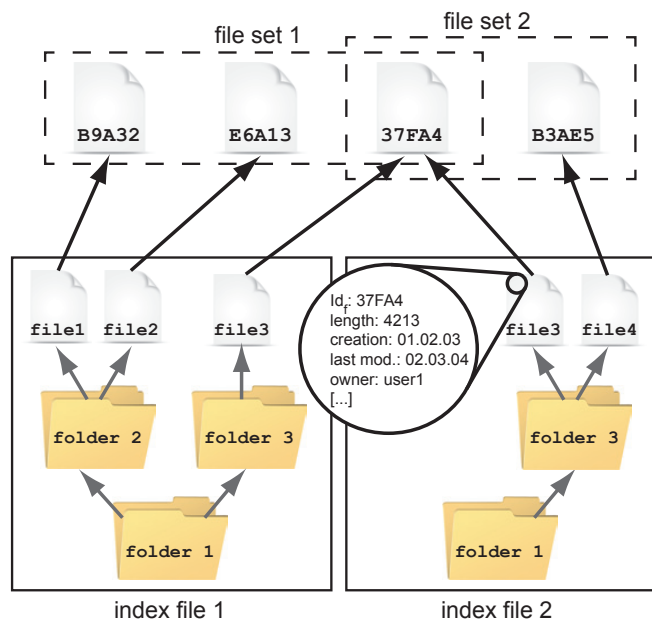 file set 1
file set 2
B9A32
E6A13
37FA4
B3AE5
file1
file2
file3
Idf: 37FA4
length: 4213
creation: 01.02.03
last mod.: 02.03.04
owner: user1
[...]
file3
file4
folder 2
folder 3
folder 3
folder 1
folder 1
index file 1
index file 2